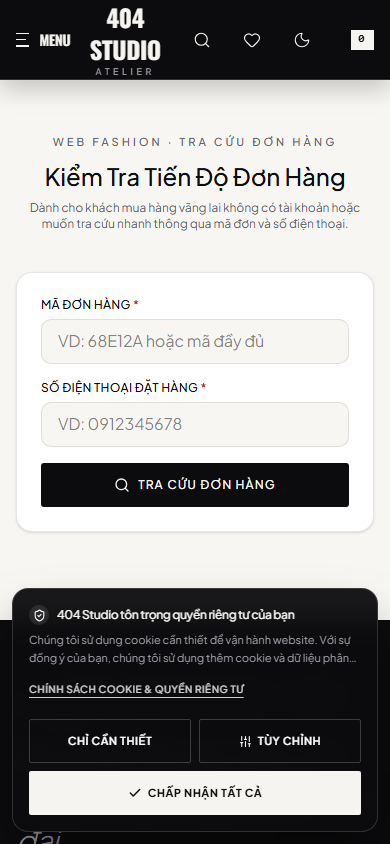 MENU
404
STUDIO
ATELIER
0
WEB FASHION · TRA CỨU ĐƠN HÀNG
Kiểm Tra Tiến Độ Đơn Hàng
Dành cho khách mua hàng vãng lai không có tài khoản hoặc
muốn tra cứu nhanh thông qua mã đơn và số điện thoại.
MÃ ĐƠN HÀNG *
VD: 68E12A hoặc mã đầy đủ
SỐ ĐIỆN THOẠI ĐẶT HÀNG *
VD: 0912345678
TRA CỨU ĐƠN HÀNG
404 Studio tôn trọng quyền riêng tư của bạn
Chúng tôi sử dụng cookie cần thiết để vận hành website. Với sự
đồng ý của bạn, chúng tôi sử dụng thêm cookie và dữ liệu phân...
CHÍNH SÁCH COOKIE & QUYỀN RIÊNG TƯ
CHỈ CẦN THIẾT
TÙY CHỈNH
CHẤP NHẬN TẤT CẢ